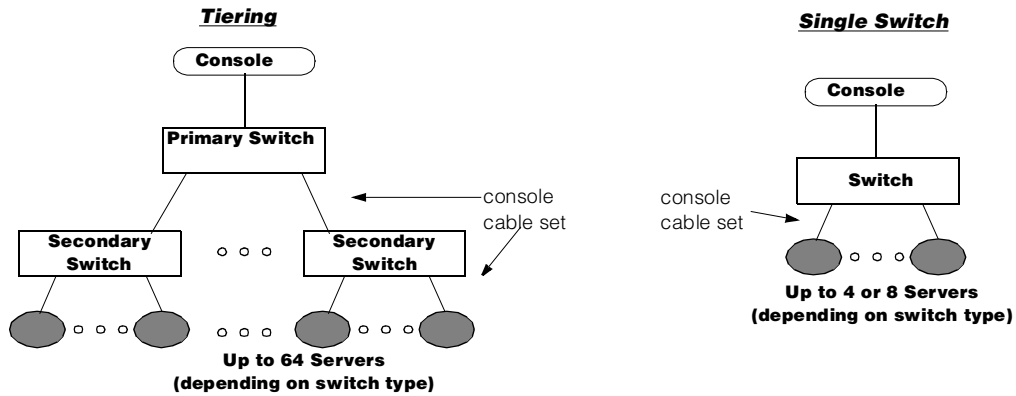 Tiering
Console
Primary Switch
console
cable set
Secondary
Switch
Secondary
Switch
Up to 64 Servers
(depending on switch type)
Single Switch
Console
Switch
console
cable set
Up to 4 or 8 Servers
(depending on switch type)